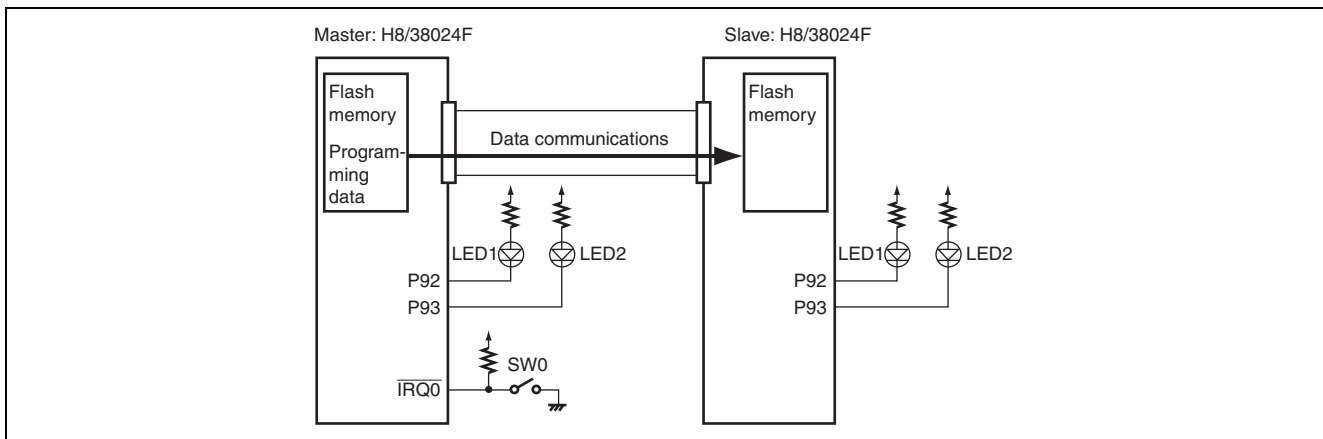 Master: H8/38024F
Slave: H8/38024F
Flash
memory
Program-
ming
data
Data communications
Flash
memory
LED1
LED2
P92
P93
LED1
LED2
P92
P93
SW0
IRQ0